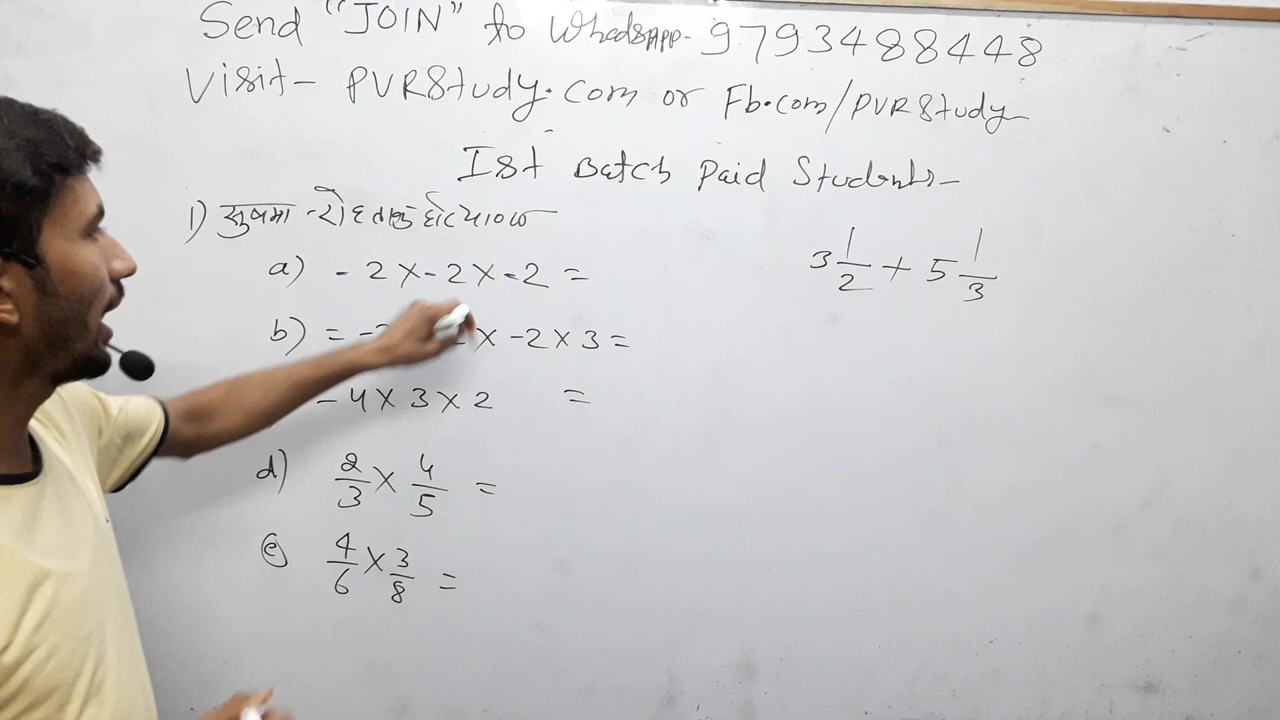 Send "JOIN" to WhatsAPP- 9793488448
Visit- PVRStudy.com or Fb.com/PVRStudy
Ist Batch Paid Students-
1) सुषमा
a) -2 x -2 x -2 =
3 1/2 + 5 1/3
b) = x -2 x 3 =
- 4 x 3 x 2 =
d) 2/3 x 4/5 =
e) 4/6 x 3/8 =